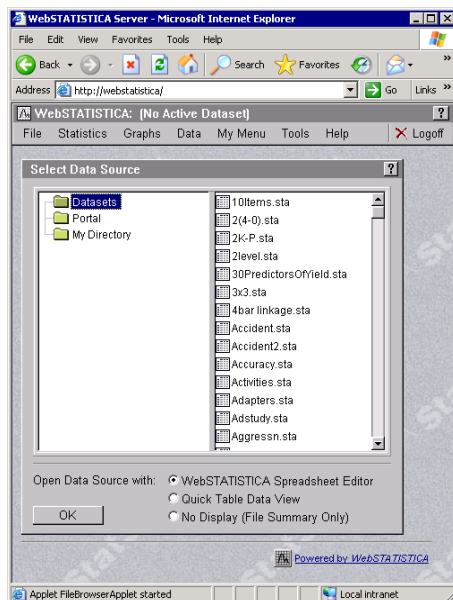 WebSTATISTICA Server - Microsoft Internet Explorer
File Edit View Favorites Tools Help
Back Search Favorites »
Address http://webstatistica/ Go Links »
WebSTATISTICA: (No Active Dataset) ?
File Statistics Graphs Data My Menu Tools Help Logoff
Select Data Source ?
Datasets
Portal
My Directory
10Items.sta
2(4-0).sta
2K-P.sta
2level.sta
30PredictorsOfYield.sta
3x3.sta
4bar linkage.sta
Accident.sta
Accident2.sta
Accuracy.sta
Activities.sta
Adapters.sta
Adstudy.sta
Aggressn.sta
Open Data Source with: WebSTATISTICA Spreadsheet Editor
Quick Table Data View
OK No Display (File Summary Only)
Powered by WebSTATISTICA
Applet FileBrowserApplet started Local intranet